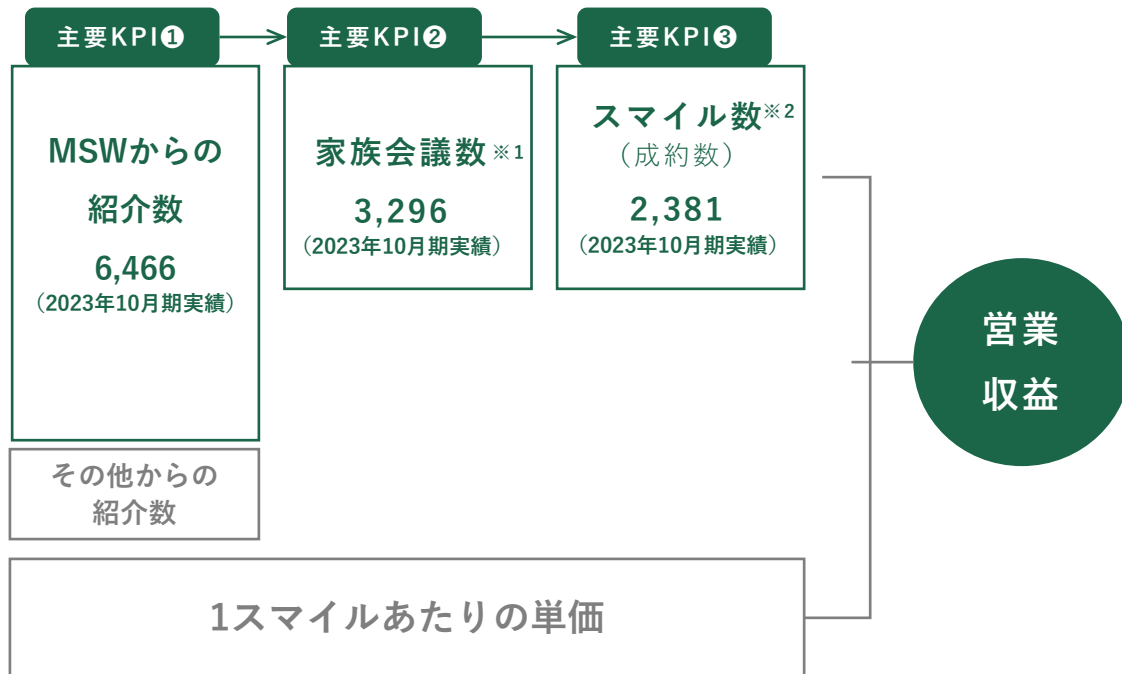 主要KPI❶
主要KPI❷
主要KPI❸
MSWからの
紹介数
6,466
（2023年10月期実績）
家族会議数※1
3,296
（2023年10月期実績）
スマイル数※2
（成約数）
2,381
（2023年10月期実績）
その他からの
紹介数
1スマイルあたりの単価
営業
収益